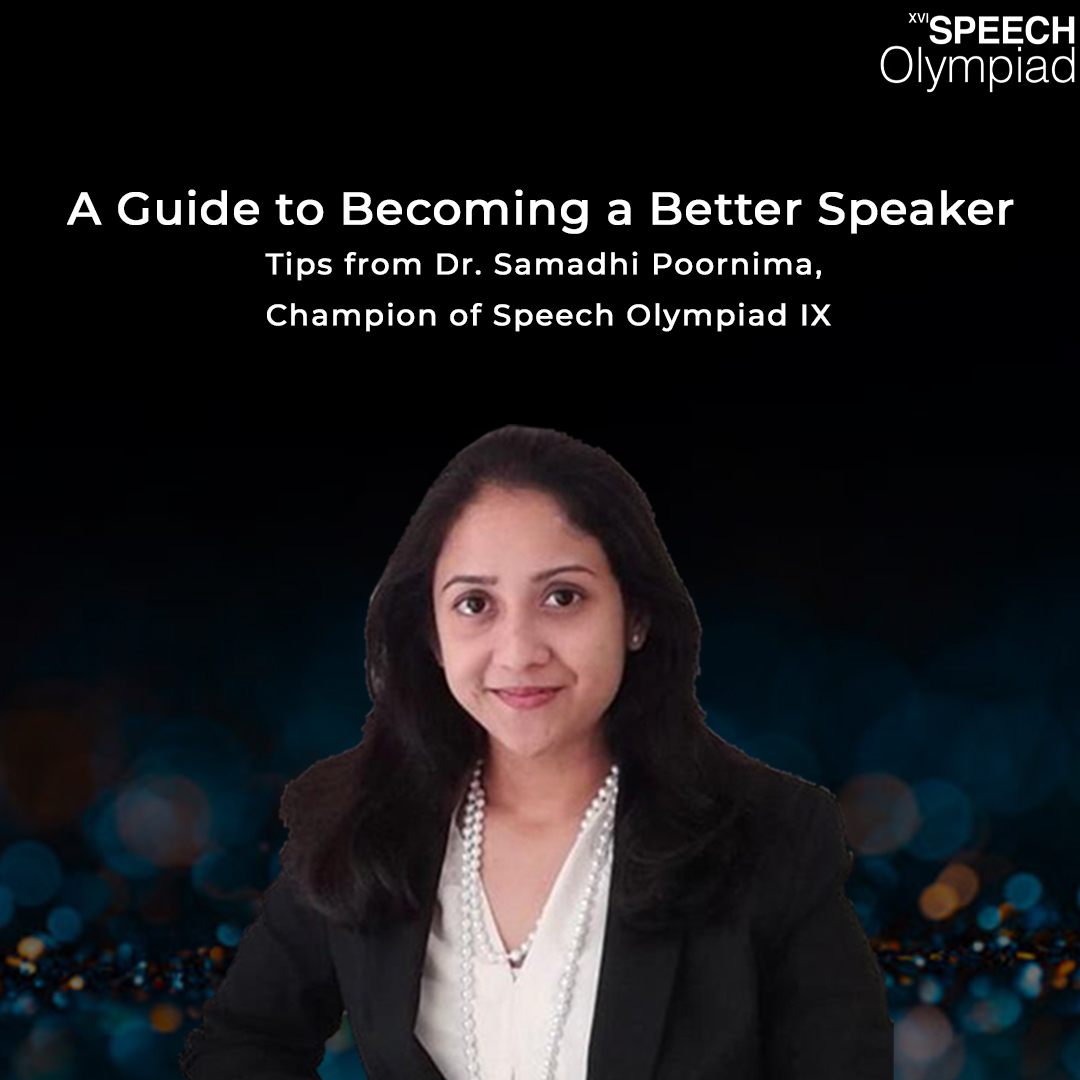 XVI SPEECH
Olympiad
A Guide to Becoming a Better Speaker
Tips from Dr. Samadhi Poornima,
Champion of Speech Olympiad IX